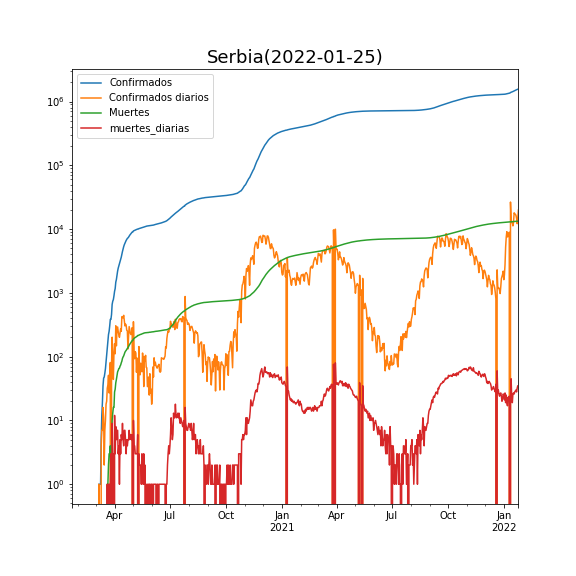 Serbia(2022-01-25)
Confirmados
Confirmados diarios
Muertes
muertes_diarias
10^6
10^5
10^4
10^3
10^2
10^1
10^0
Apr Jul Oct Jan Apr Jul Oct Jan
2021 2022